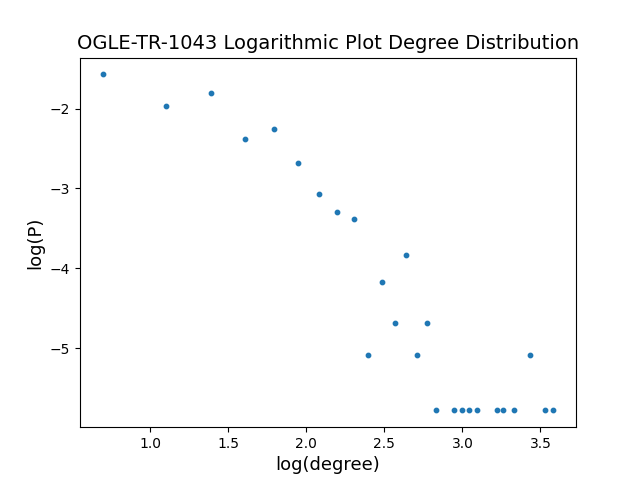 OGLE-TR-1043 Logarithmic Plot Degree Distribution
−2
−3
−4
−5
log(P)
1.0 1.5 2.0 2.5 3.0 3.5
log(degree)